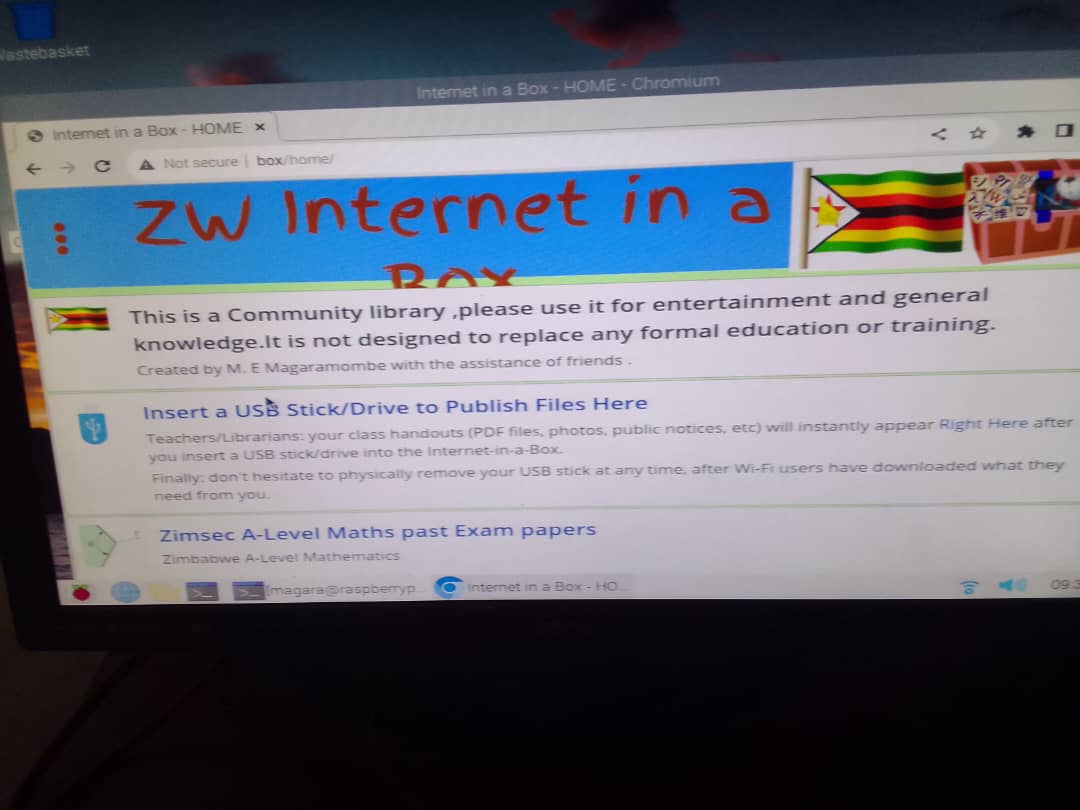 Wastebasket
Internet in a Box - HOME - Chromium
Internet in a Box - HOME ×
Not secure | box/home/
ZW Internet in a
Box
This is a Community library ,please use it for entertainment and general
knowledge.It is not designed to replace any formal education or training.
Created by M. E Magaramombe with the assistance of friends .
Insert a USB Stick/Drive to Publish Files Here
Teachers/Librarians: your class handouts (PDF files, photos, public notices, etc) will instantly appear Right Here after
you insert a USB stick/drive into the Internet-in-a-Box.
Finally: don't hesitate to physically remove your USB stick at any time, after Wi-Fi users have downloaded what they
need from you.
Zimsec A-Level Maths past Exam papers
Zimbabwe A-Level Mathematics
[magara@raspberryp... Internet in a Box - HO... 09:3